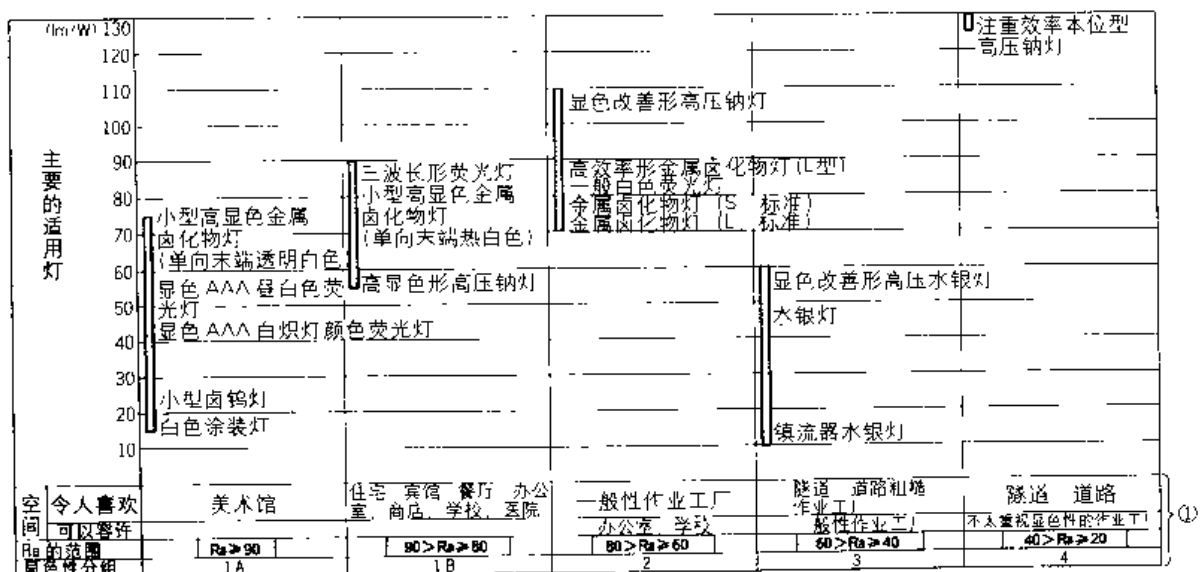 (lm/W) 130
120
110
100
90
80
70
60
50
40
30
20
10
主要的适用灯
小型高显色金属
卤化物灯
(单向末端透明白色)
显色 AAA 昼白色荧
光灯
显色 AAA 白炽灯颜色荧光灯
小型卤钨灯
白色涂装灯
三波长形荧光灯
小型高显色金属
卤化物灯
(单向末端热白色)
高显色形高压钠灯
显色改善形高压钠灯
高效率形金属卤化物灯(L型)
一般白色荧光灯
金属卤化物灯(S 标准)
金属卤化物灯(L 标准)
显色改善形高压水银灯
水银灯
镇流器水银灯
注重效率本位型
高压钠灯
空间
令人喜欢
美术馆
住宅 宾馆 餐厅 办公
室、商店、学校、医院
一般性作业工厂
隧道 道路粗糙
作业工厂
隧道 道路
可以容许
办公室 学校
一般性作业工厂
不太重视显色性的作业工厂
Ra的范围
Ra≥90
90>Ra≥80
80>Ra≥60
60>Ra≥40
40>Ra≥20
显色性分组
1A
1B
2
3
4
①